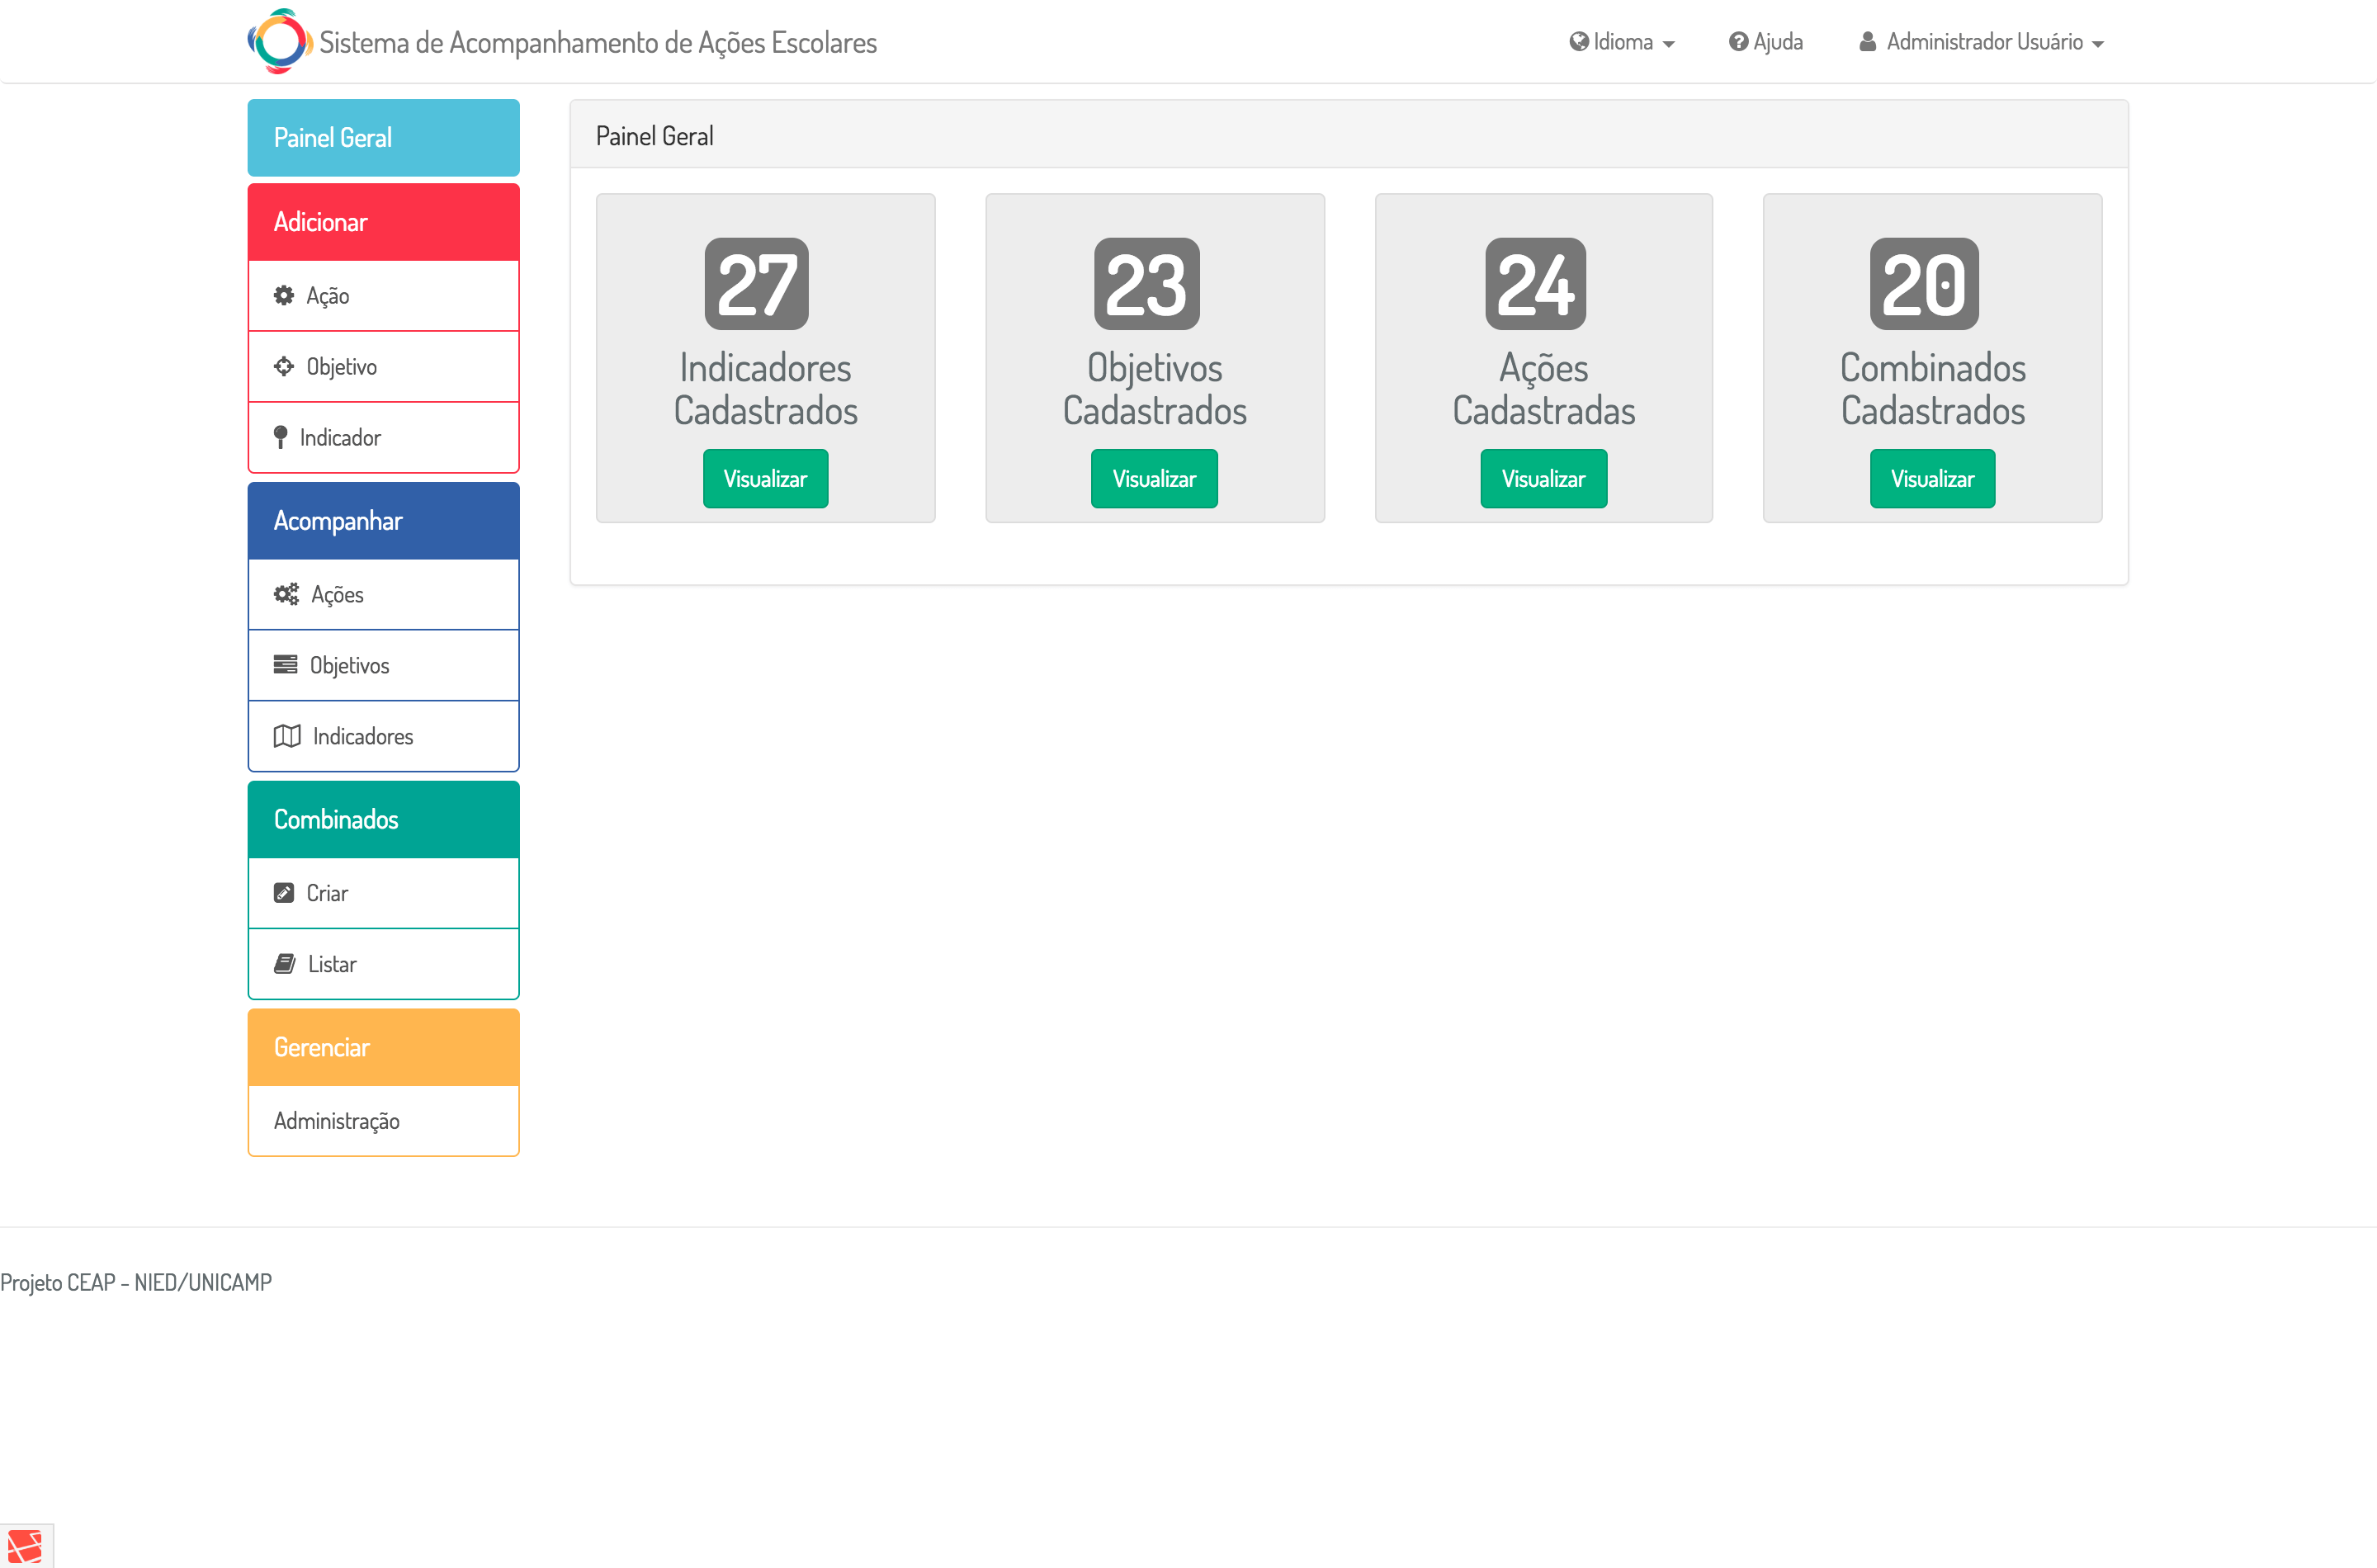 Sistema de Acompanhamento de Ações Escolares
Idioma
Ajuda
Administrador Usuário
Painel Geral
Adicionar
Ação
Objetivo
Indicador
Acompanhar
Ações
Objetivos
Indicadores
Combinados
Criar
Listar
Gerenciar
Administração
Painel Geral
27
Indicadores
Cadastrados
Visualizar
23
Objetivos
Cadastrados
Visualizar
24
Ações
Cadastradas
Visualizar
20
Combinados
Cadastrados
Visualizar
Projeto CEAP - NIED/UNICAMP